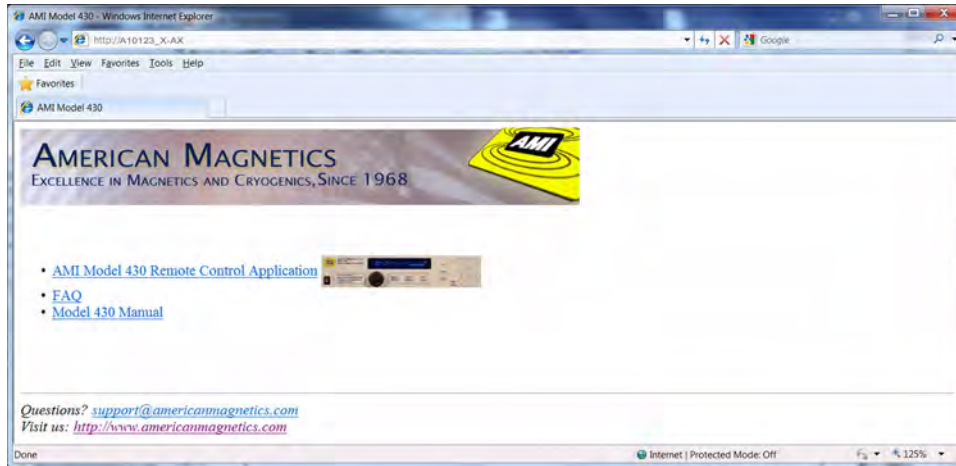 AMI Model 430 - Windows Internet Explorer
http://A10123_X-AX
Google
File Edit View Favorites Tools Help
Favorites
AMI Model 430
AMERICAN MAGNETICS
EXCELLENCE IN MAGNETICS AND CRYOGENICS, SINCE 1968
AMI
• AMI Model 430 Remote Control Application
• FAQ
• Model 430 Manual
Questions? support@americanmagnetics.com
Visit us: http://www.americanmagnetics.com
Done
Internet | Protected Mode: Off
125%